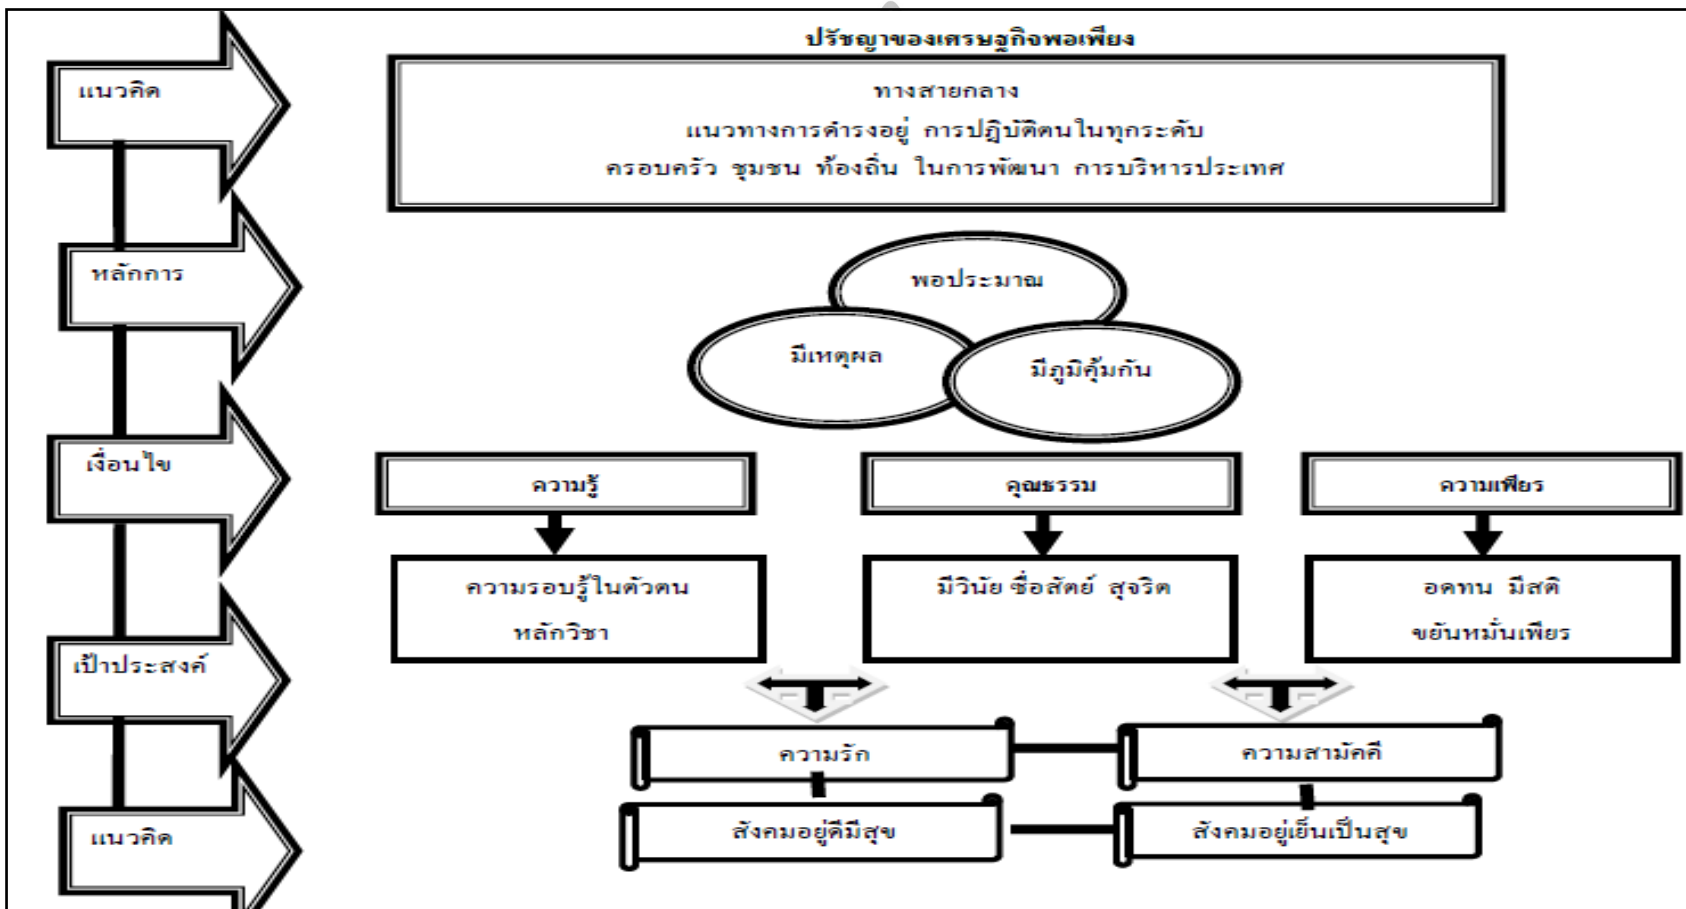 ปรัชญาของเศรษฐกิจพอเพียง
แนวคิด
ทางสายกลาง
แนวทางการดำรงอยู่ การปฏิบัติตนในทุกระดับ
ครอบครัว ชุมชน ท้องถิ่น ในการพัฒนา การบริหารประเทศ
หลักการ
พอประมาณ
มีเหตุผล
มีภูมิคุ้มกัน
เงื่อนไข
ความรู้
คุณธรรม
ความเพียร
ความรอบรู้ในตัวตน
หลักวิชา
มีวินัย ซื่อสัตย์ สุจริต
อดทน มีสติ
ขยันหมั่นเพียร
เป้าประสงค์
ความรัก
ความสามัคคี
แนวคิด
สังคมอยู่ดีมีสุข
สังคมอยู่เย็นเป็นสุข